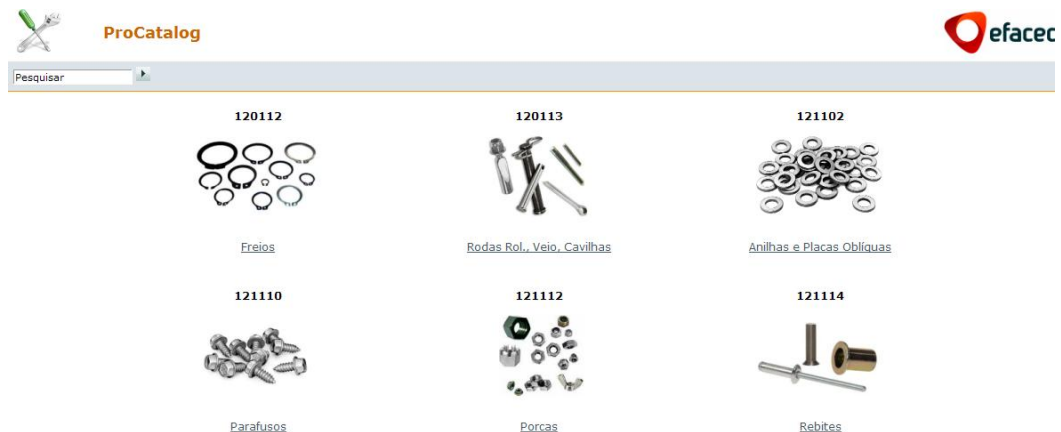 ProCatalog
efacec
Pesquisar
120112
120113
121102
Freios
Rodas Rol., Veio, Cavilhas
Anilhas e Placas Oblíquas
121110
121112
121114
Parafusos
Porcas
Rebites